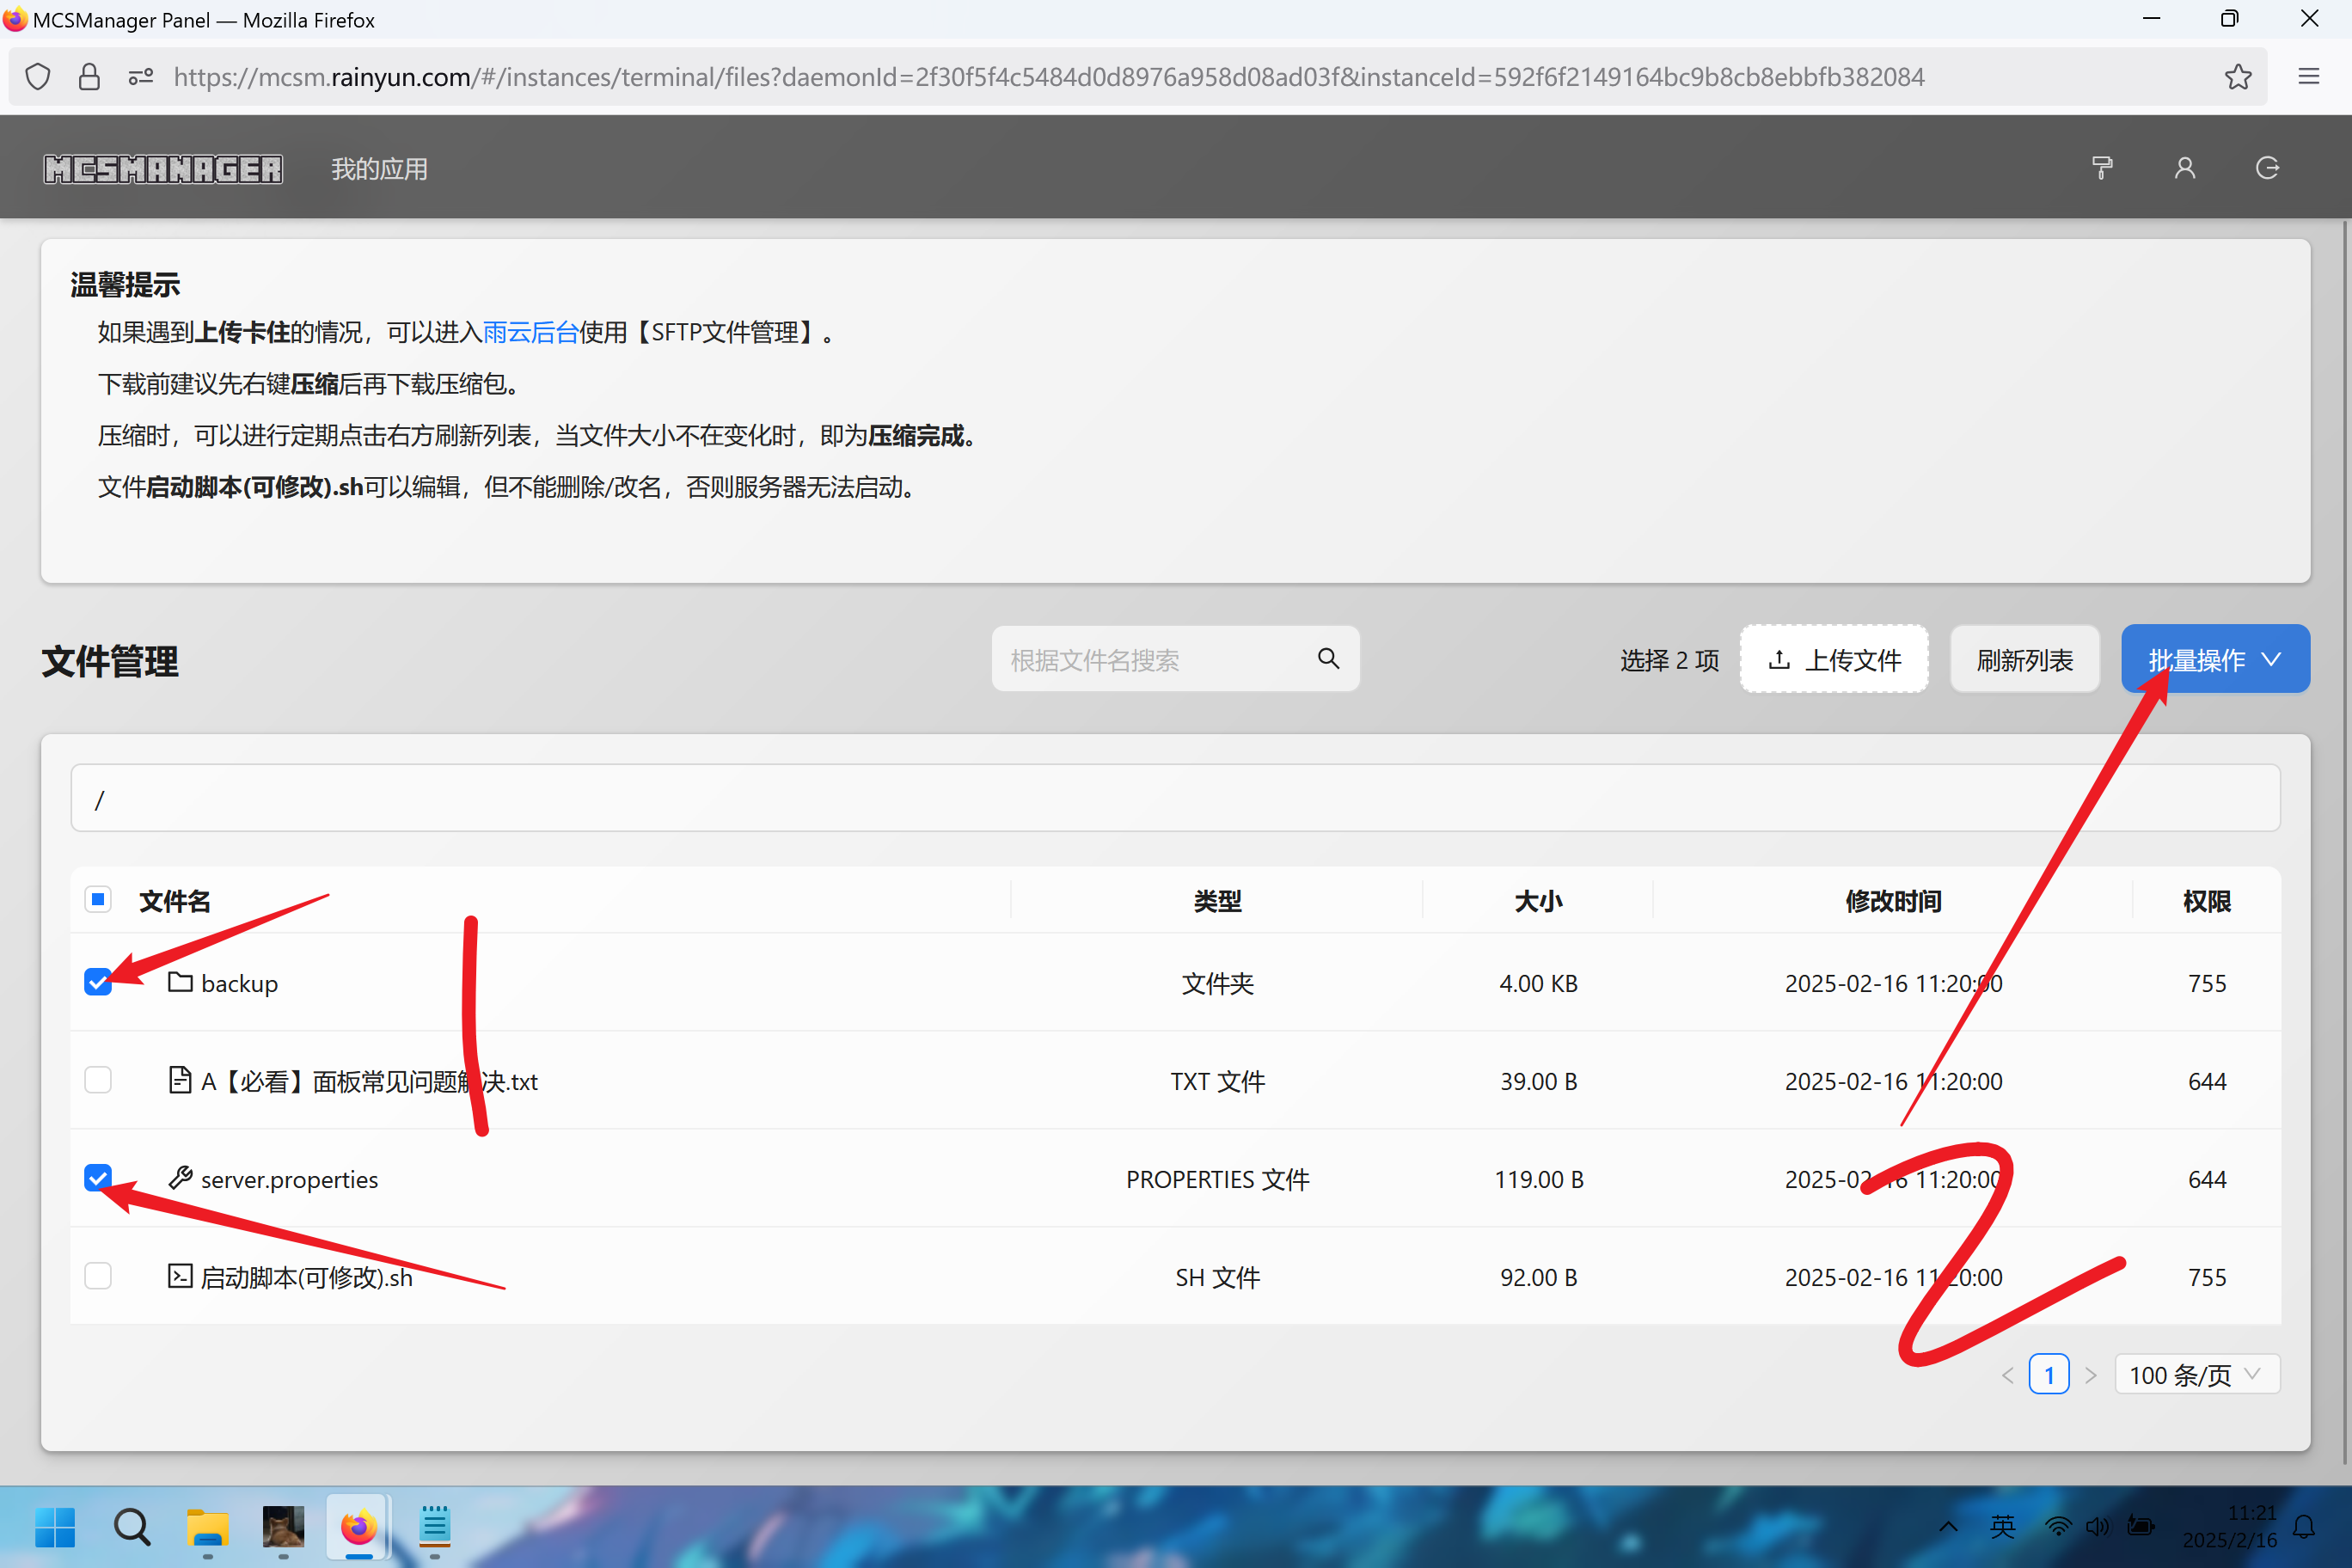 MCSManager Panel — Mozilla Firefox
https://mcsm.rainyun.com/#/instances/terminal/files?daemonId=2f30f5f4c5484d0d8976a958d08ad03f&instanceId=592f6f2149164bc9b8cb8ebbfb382084
MCSMANAGER 我的应用
温馨提示
如果遇到上传卡住的情况，可以进入雨云后台使用【SFTP文件管理】。
下载前建议先右键压缩后再下载压缩包。
压缩时，可以进行定期点击右方刷新列表，当文件大小不在变化时，即为压缩完成。
文件启动脚本(可修改).sh可以编辑，但不能删除/改名，否则服务器无法启动。
文件管理 根据文件名搜索 选择 2 项 上传文件 刷新列表 批量操作
/
文件名 类型 大小 修改时间 权限
backup 文件夹 4.00 KB 2025-02-16 11:20:00 755
A【必看】面板常见问题解决.txt TXT 文件 39.00 B 2025-02-16 11:20:00 644
server.properties PROPERTIES 文件 119.00 B 2025-02-16 11:20:00 644
启动脚本(可修改).sh SH 文件 92.00 B 2025-02-16 11:20:00 755
1
2
1 100 条/页
英 11:21
2025/2/16